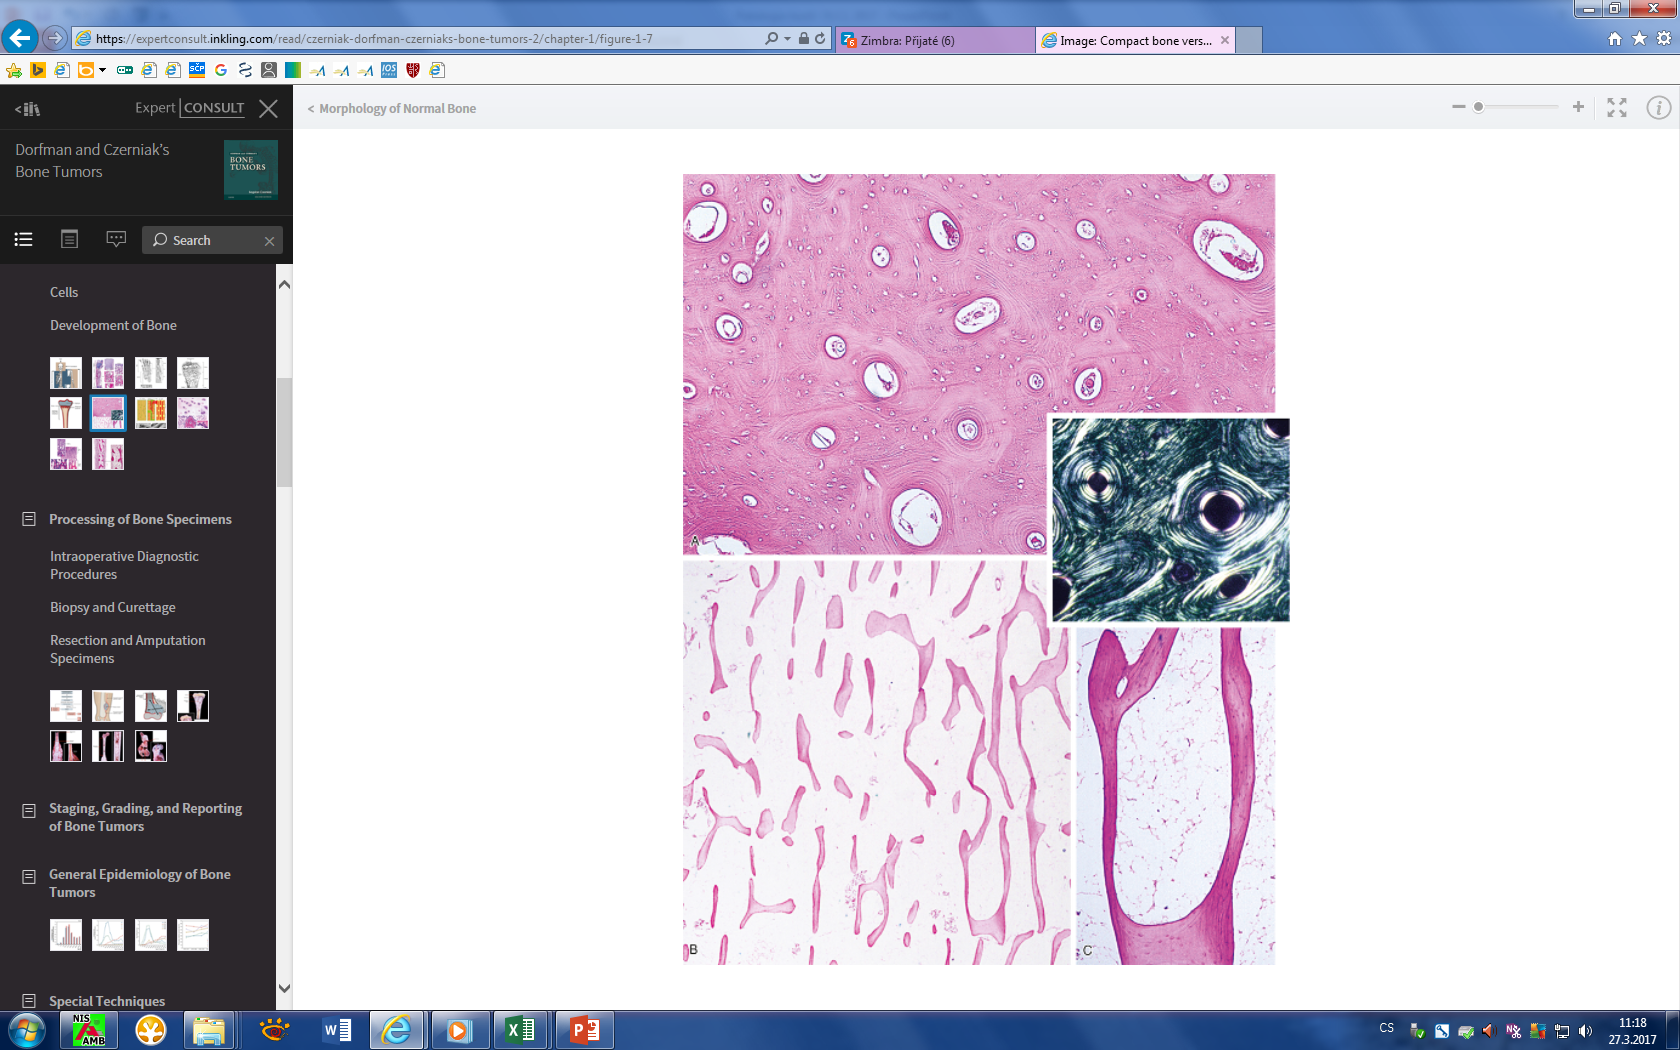 https://expertconsult.inkling.com/read/czerniak-dorfman-czerniaks-bone-tumors-2/chapter-1/figure-1-7
Zimbra: Přijaté (6)
Image: Compact bone vers...
SCP
IOS
Expert CONSULT
< Morphology of Normal Bone
Dorfman and Czerniak's
Bone Tumors
BONE
TUMORS
Search
Cells
Development of Bone
Processing of Bone Specimens
Intraoperative Diagnostic
Procedures
Biopsy and Curettage
Resection and Amputation
Specimens
Staging, Grading, and Reporting
of Bone Tumors
General Epidemiology of Bone
Tumors
Special Techniques
A
B
C
NIS
AMB
CS
11:18
27.3.2017